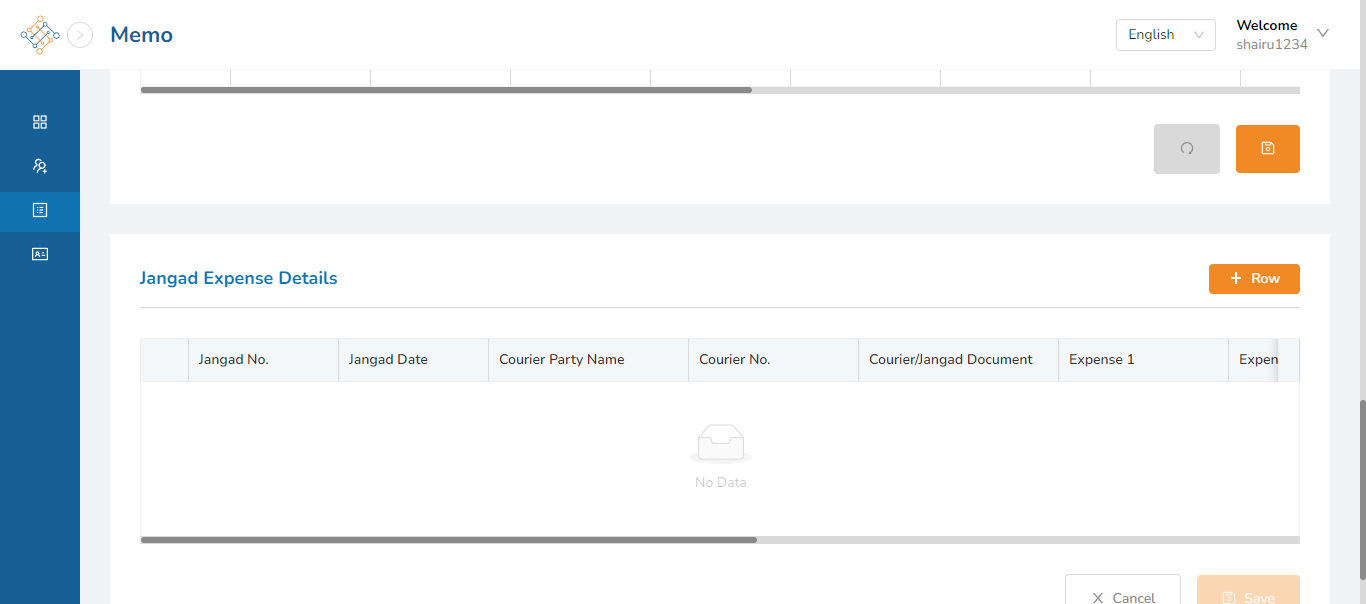 Memo
English
Welcome
shairu1234
Jangad Expense Details
Row
Jangad No.
Jangad Date
Courier Party Name
Courier No.
Courier/Jangad Document
Expense 1
Expen
No Data
Cancel
Save